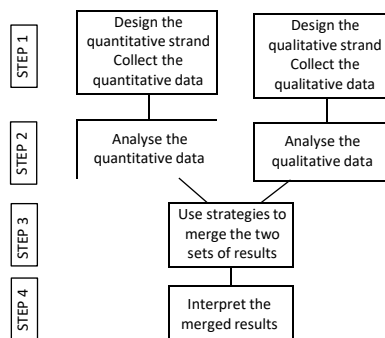 STEP 1
Design the
quantitative strand
Collect the
quantitative data
Design the
qualitative strand
Collect the
qualitative data
STEP 2
Analyse the
quantitative data
Analyse the
qualitative data
STEP 3
Use strategies to
merge the two
sets of results
STEP 4
Interpret the
merged results